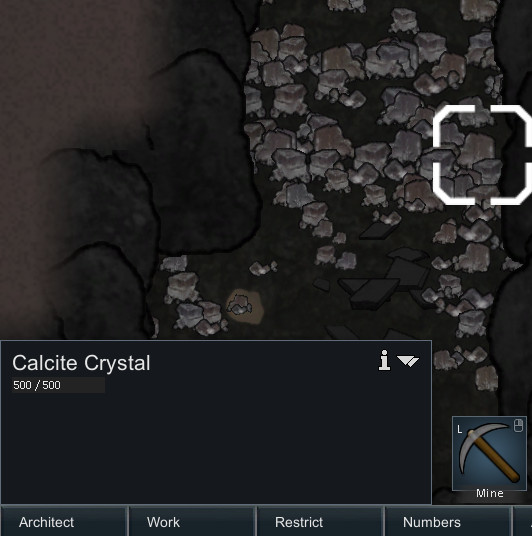 Calcite Crystal
i
500 / 500
L
Mine
Architect
Work
Restrict
Numbers